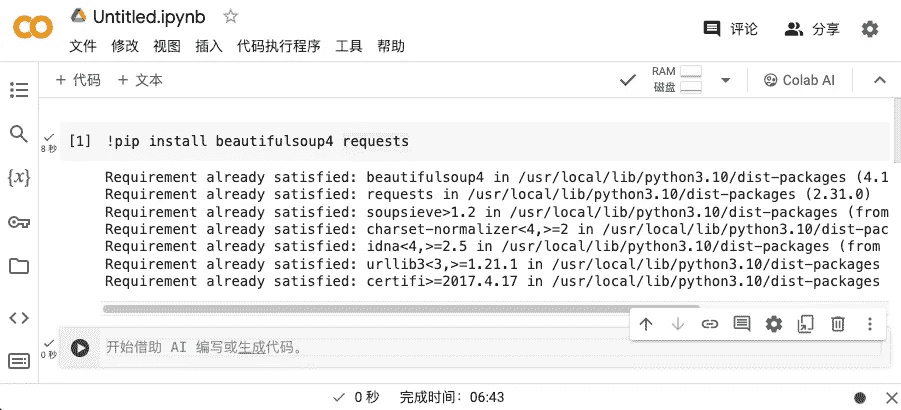 Untitled.ipynb
文件 修改 视图 插入 代码执行程序 工具 帮助
评论 分享
+ 代码 + 文本
RAM
磁盘
Colab AI
[1] !pip install beautifulsoup4 requests
8 秒
Requirement already satisfied: beautifulsoup4 in /usr/local/lib/python3.10/dist-packages (4.1
Requirement already satisfied: requests in /usr/local/lib/python3.10/dist-packages (2.31.0)
Requirement already satisfied: soupsieve>1.2 in /usr/local/lib/python3.10/dist-packages (from
Requirement already satisfied: charset-normalizer<4,>=2 in /usr/local/lib/python3.10/dist-pac
Requirement already satisfied: idna<4,>=2.5 in /usr/local/lib/python3.10/dist-packages (from
Requirement already satisfied: urllib3<3,>=1.21.1 in /usr/local/lib/python3.10/dist-packages
Requirement already satisfied: certifi>=2017.4.17 in /usr/local/lib/python3.10/dist-packages
0 秒
开始借助 AI 编写或生成代码。
0 秒 完成时间：06:43